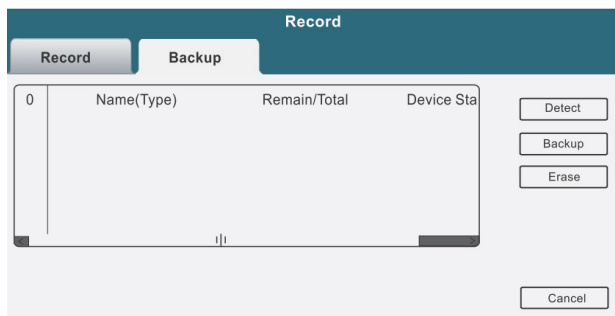 Record
Record Backup
0 Name(Type) Remain/Total Device Sta
Detect
Backup
Erase
Cancel